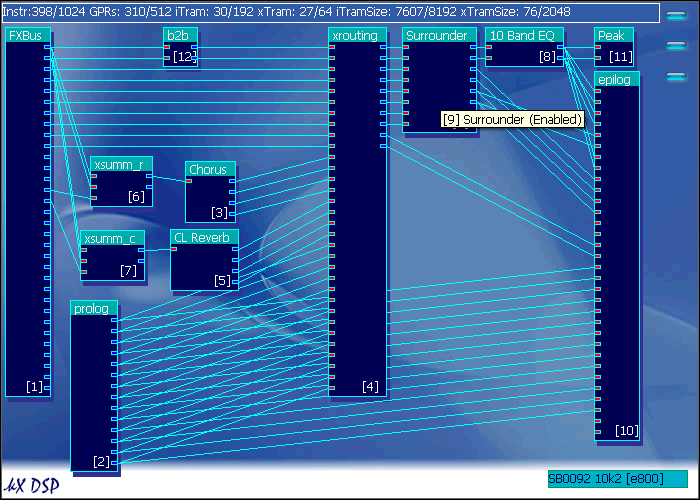 Instr:398/1024 GPRs: 310/512 iTram: 30/192 xTram: 27/64 iTramSize: 7607/8192 xTramSize: 76/2048
FXBus
b2b
xrouting
Surrounder
10 Band EQ
Peak
[12]
[8]
[11]
epilog
[9] Surrounder (Enabled)
xsumm_r
Chorus
[6]
[3]
xsumm_c
CL Reverb
[7]
[5]
prolog
[1]
[4]
[10]
[2]
µX DSP
SB0092 10k2 [e800]